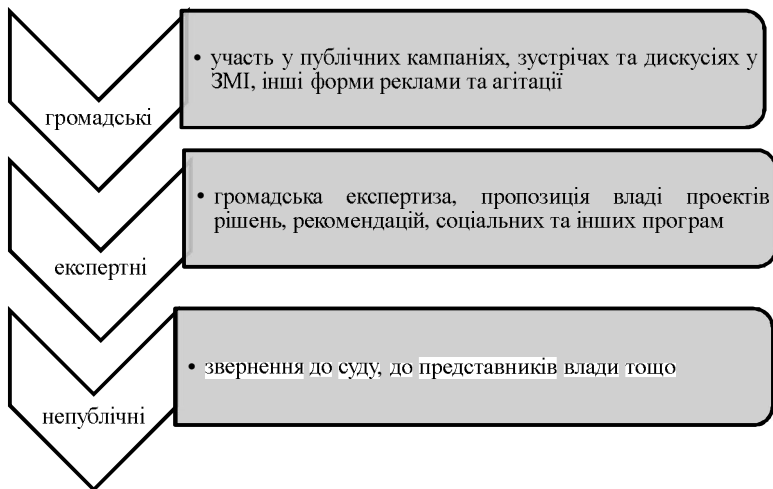 • участь у публічних кампаніях, зустрічах та дискусіях у
ЗМІ, інші форми реклами та агітації
громадські
• громадська експертиза, пропозиція владі проектів
рішень, рекомендацій, соціальних та інших програм
експертні
• звернення до суду, до представників влади тощо
непублічні